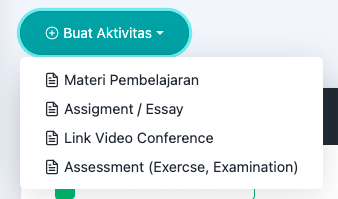 Buat Aktivitas
Materi Pembelajaran
Assigment / Essay
Link Video Conference
Assessment (Exercse, Examination)